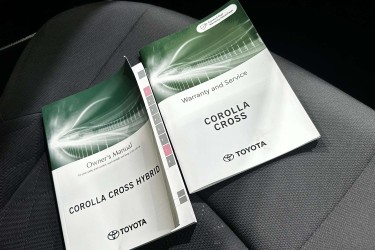 Warranty and Service
COROLLA
CROSS
TOYOTA
Owner's Manual
COROLLA CROSS HYBRID
TOYOTA